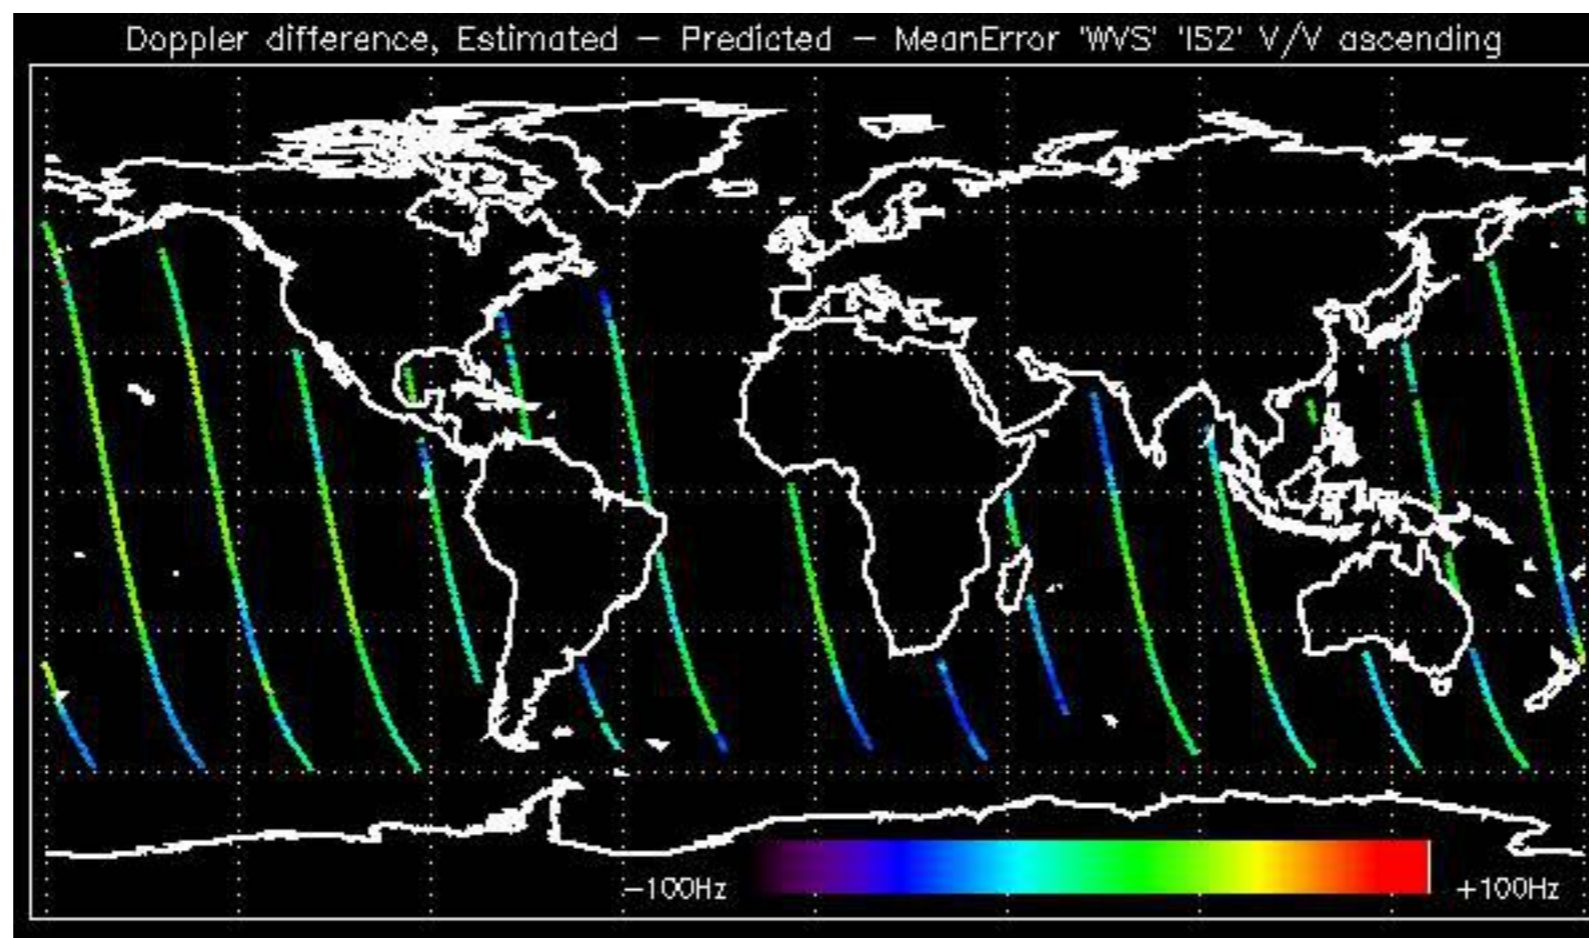 Doppler difference, Estimated – Predicted – MeanError 'WVS' 'IS2' V/V ascending
–100Hz +100Hz